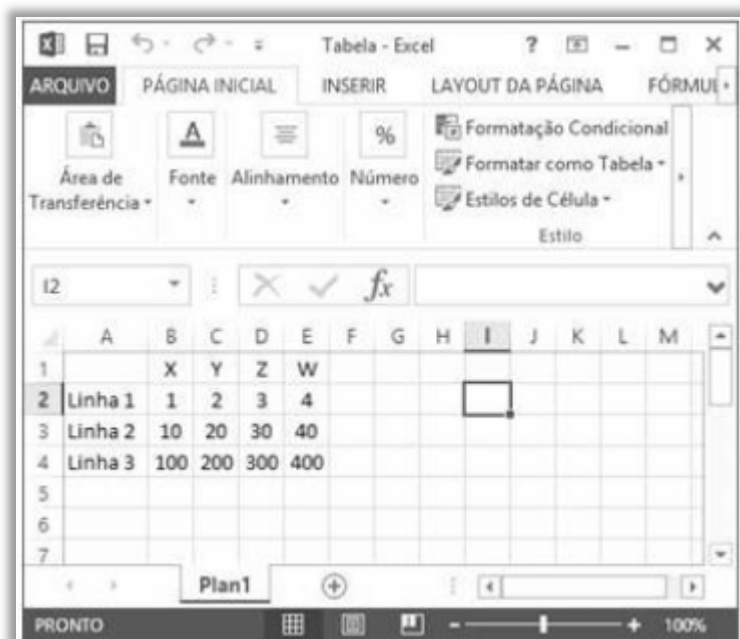 Tabela - Excel ?
ARQUIVO PÁGINA INICIAL INSERIR LAYOUT DA PÁGINA FÓRMUL
Área de Transferência
Fonte
Alinhamento
%
Número
Formatação Condicional
Formatar como Tabela
Estilos de Célula
Estilo
I2 fx
A B C D E F G H I J K L M
1 X Y Z W
2 Linha 1 1 2 3 4
3 Linha 2 10 20 30 40
4 Linha 3 100 200 300 400
5
6
7
Plan1
PRONTO 100%